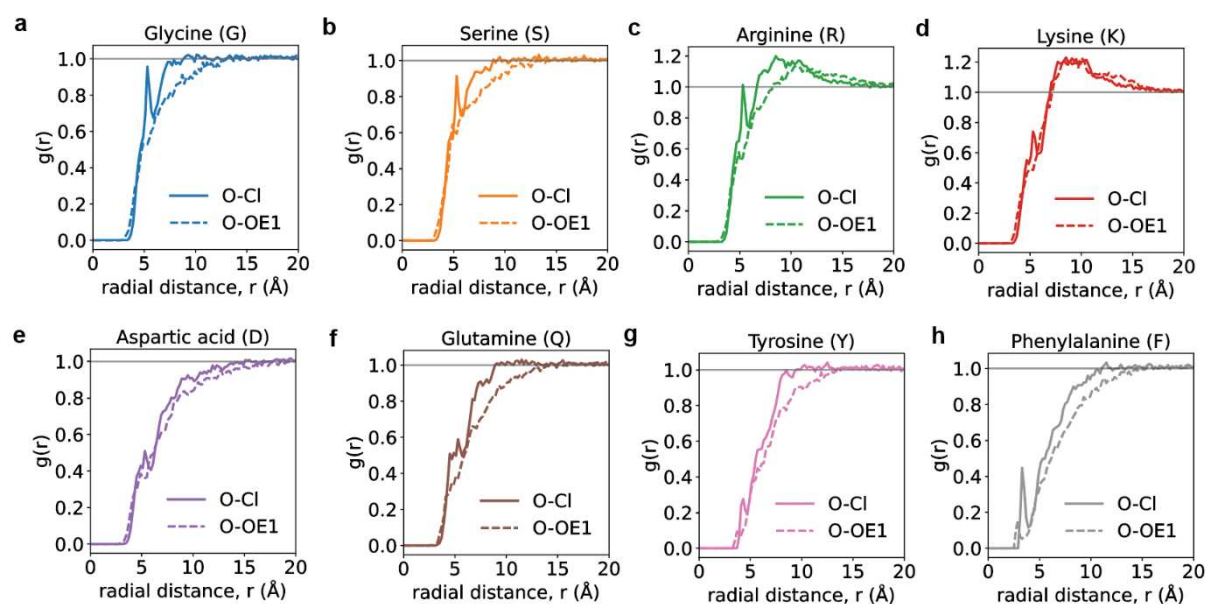 a Glycine (G)
1.0
0.8
0.6
0.4
0.2
0.0
g(r)
O-Cl
O-OE1
0 5 10 15 20
radial distance, r (Å)
b Serine (S)
1.0
0.8
0.6
0.4
0.2
0.0
g(r)
O-Cl
O-OE1
0 5 10 15 20
radial distance, r (Å)
c Arginine (R)
1.2
1.0
0.8
0.6
0.4
0.2
0.0
g(r)
O-Cl
O-OE1
0 5 10 15 20
radial distance, r (Å)
d Lysine (K)
1.2
1.0
0.8
0.6
0.4
0.2
0.0
g(r)
O-Cl
O-OE1
0 5 10 15 20
radial distance, r (Å)
e Aspartic acid (D)
1.0
0.8
0.6
0.4
0.2
0.0
g(r)
O-Cl
O-OE1
0 5 10 15 20
radial distance, r (Å)
f Glutamine (Q)
1.0
0.8
0.6
0.4
0.2
0.0
g(r)
O-Cl
O-OE1
0 5 10 15 20
radial distance, r (Å)
g Tyrosine (Y)
1.0
0.8
0.6
0.4
0.2
0.0
g(r)
O-Cl
O-OE1
0 5 10 15 20
radial distance, r (Å)
h Phenylalanine (F)
1.0
0.8
0.6
0.4
0.2
0.0
g(r)
O-Cl
O-OE1
0 5 10 15 20
radial distance, r (Å)